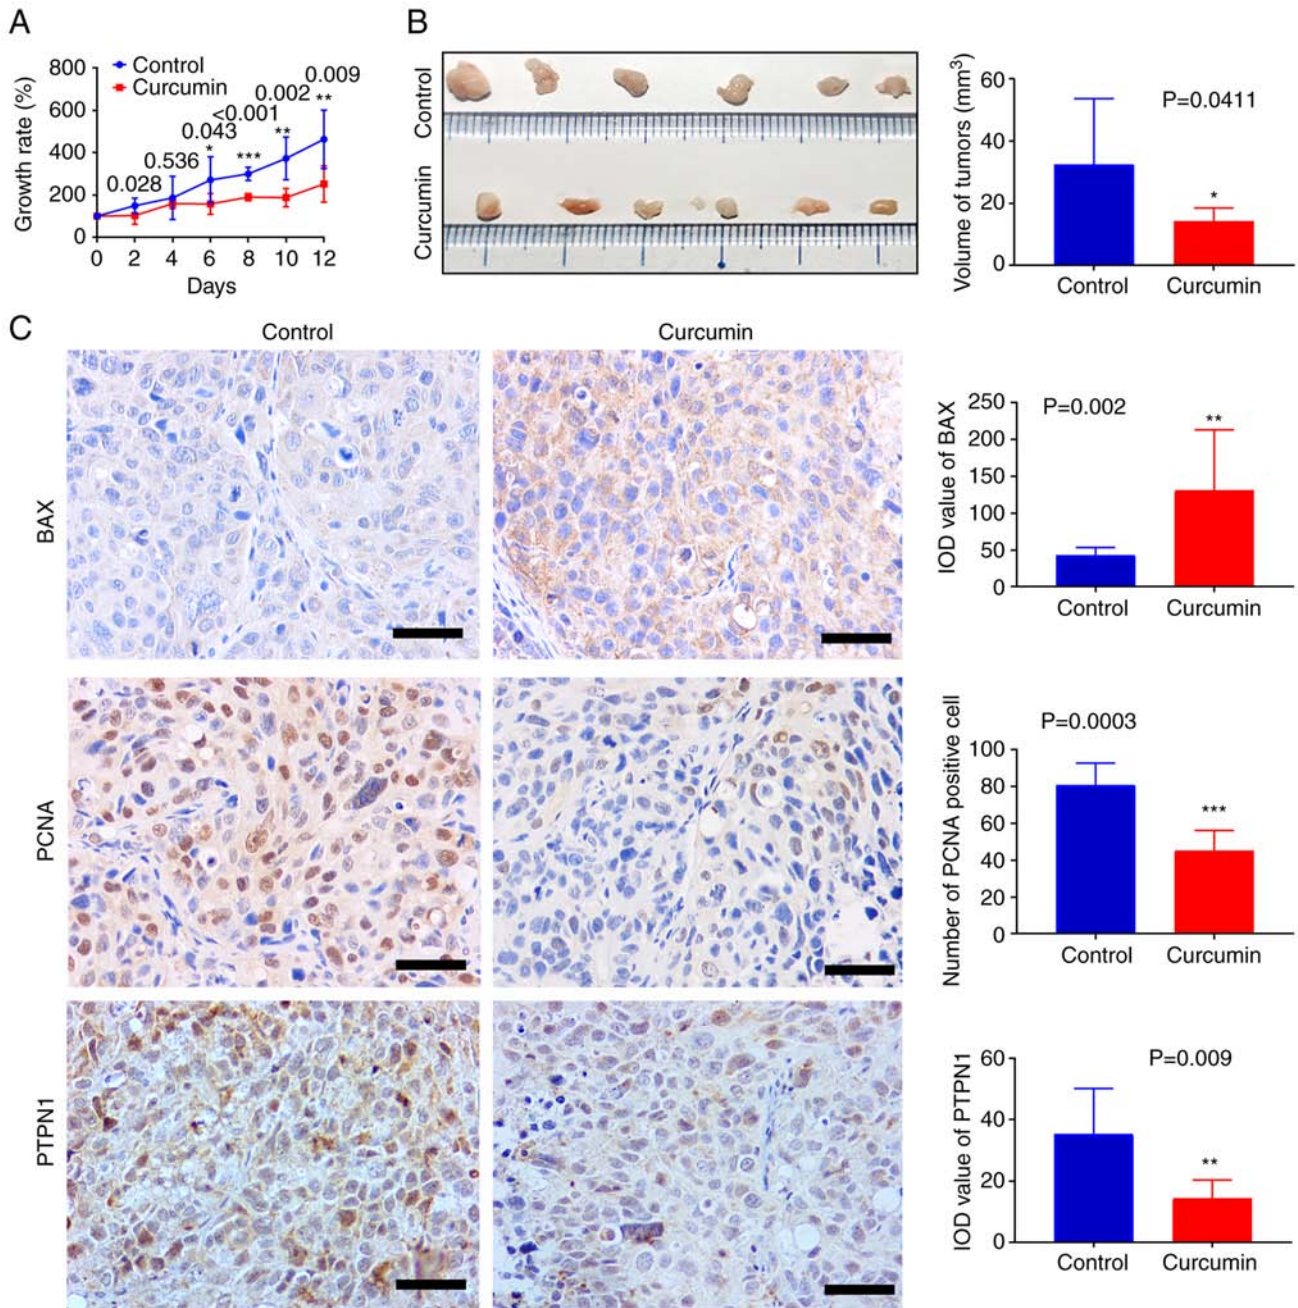 A
Control
Curcumin
Growth rate (%)
800
600
400
200
0
0.028
0.536
0.043
*
<0.001
***
0.002
**
0.009
**
0 2 4 6 8 10 12
Days
B
Control
Curcumin
Volume of tumors (mm³)
60
40
20
0
P=0.0411
*
Control Curcumin
C
Control Curcumin
BAX
IOD value of BAX
250
200
150
100
50
0
P=0.002
**
Control Curcumin
PCNA
Number of PCNA positive cell
100
80
60
40
20
0
P=0.0003
***
Control Curcumin
PTPN1
IOD value of PTPN1
60
40
20
0
P=0.009
**
Control Curcumin